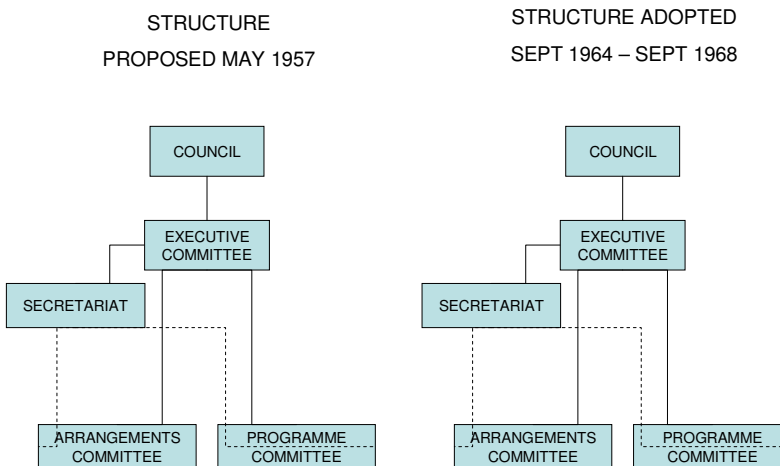 STRUCTURE
PROPOSED MAY 1957
COUNCIL
EXECUTIVE
COMMITTEE
SECRETARIAT
ARRANGEMENTS
COMMITTEE
PROGRAMME
COMMITTEE
STRUCTURE ADOPTED
SEPT 1964 – SEPT 1968
COUNCIL
EXECUTIVE
COMMITTEE
SECRETARIAT
ARRANGEMENTS
COMMITTEE
PROGRAMME
COMMITTEE